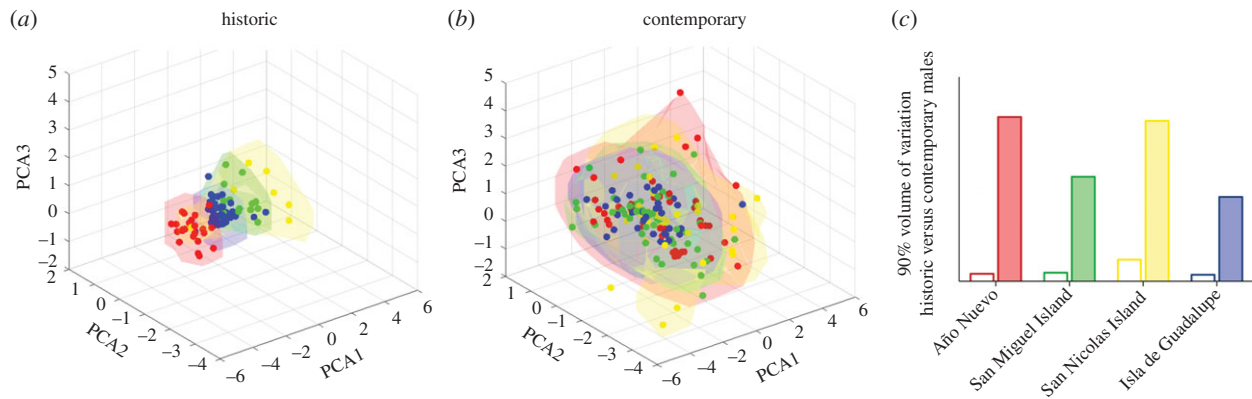 (a)
historic
5
4
3
2
1
0
−1
−2
PCA3
2
1
0
−1
−2
−3
−4
PCA2
−6
−4
−2
0
2
4
6
PCA1
(b)
contemporary
5
4
3
2
1
0
−1
−2
PCA3
2
1
0
−1
−2
−3
−4
PCA2
−6
−4
−2
0
2
4
6
PCA1
(c)
90% volume of variation
historic versus contemporary males
Año Nuevo
San Miguel Island
San Nicolas Island
Isla de Guadalupe